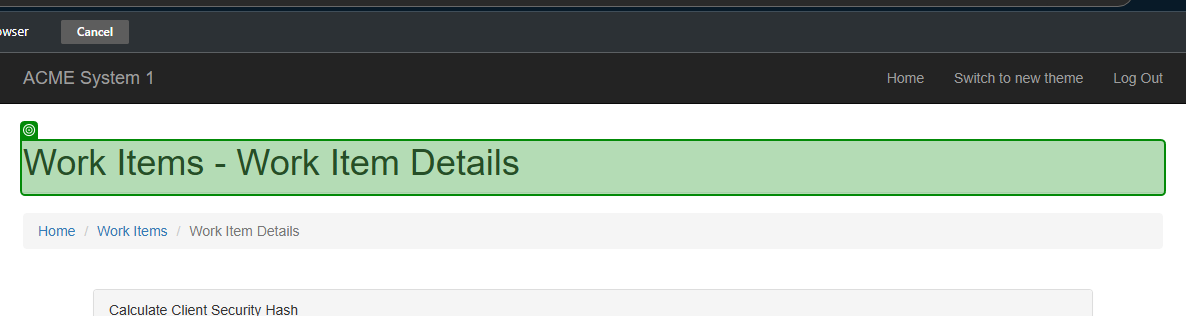 Cancel
ACME System 1 Home Switch to new theme Log Out
Work Items - Work Item Details
Home / Work Items / Work Item Details
Calculate Client Security Hash